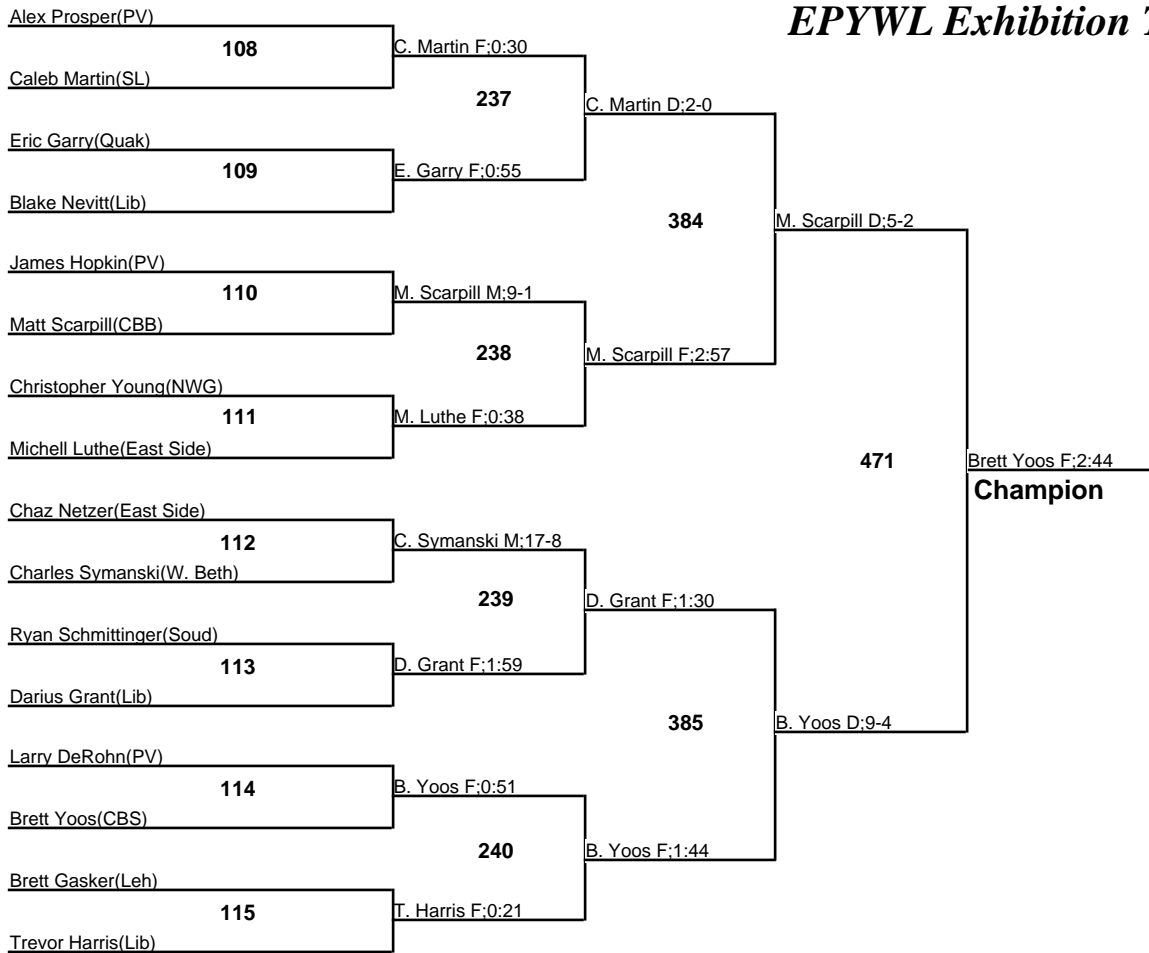 EPYWL Exhibition
Alex Prosper(PV)
108
Caleb Martin(SL)
C. Martin F;0:30
237
Eric Garry(Quak)
109
Blake Nevitt(Lib)
E. Garry F;0:55
C. Martin D;2-0
384
James Hopkin(PV)
110
Matt Scarpill(CBB)
M. Scarpill M;9-1
238
Christopher Young(NWG)
111
Michell Luthe(East Side)
M. Luthe F;0:38
M. Scarpill F;2:57
M. Scarpill D;5-2
471
Chaz Netzer(East Side)
112
Charles Symanski(W. Beth)
C. Symanski M;17-8
239
Ryan Schmittinger(Soud)
113
Darius Grant(Lib)
D. Grant F;1:59
D. Grant F;1:30
385
Larry DeRohn(PV)
114
Brett Yoos(CBS)
B. Yoos F;0:51
240
Brett Gasker(Leh)
115
Trevor Harris(Lib)
T. Harris F;0:21
B. Yoos F;1:44
B. Yoos D;9-4
Brett Yoos F;2:44
Champion